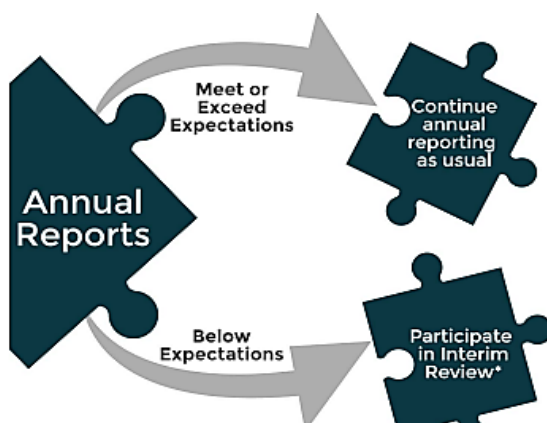 Annual
Reports
Meet or
Exceed
Expectations
Continue
annual
reporting
as usual
Below
Expectations
Participate
in Interim
Review*